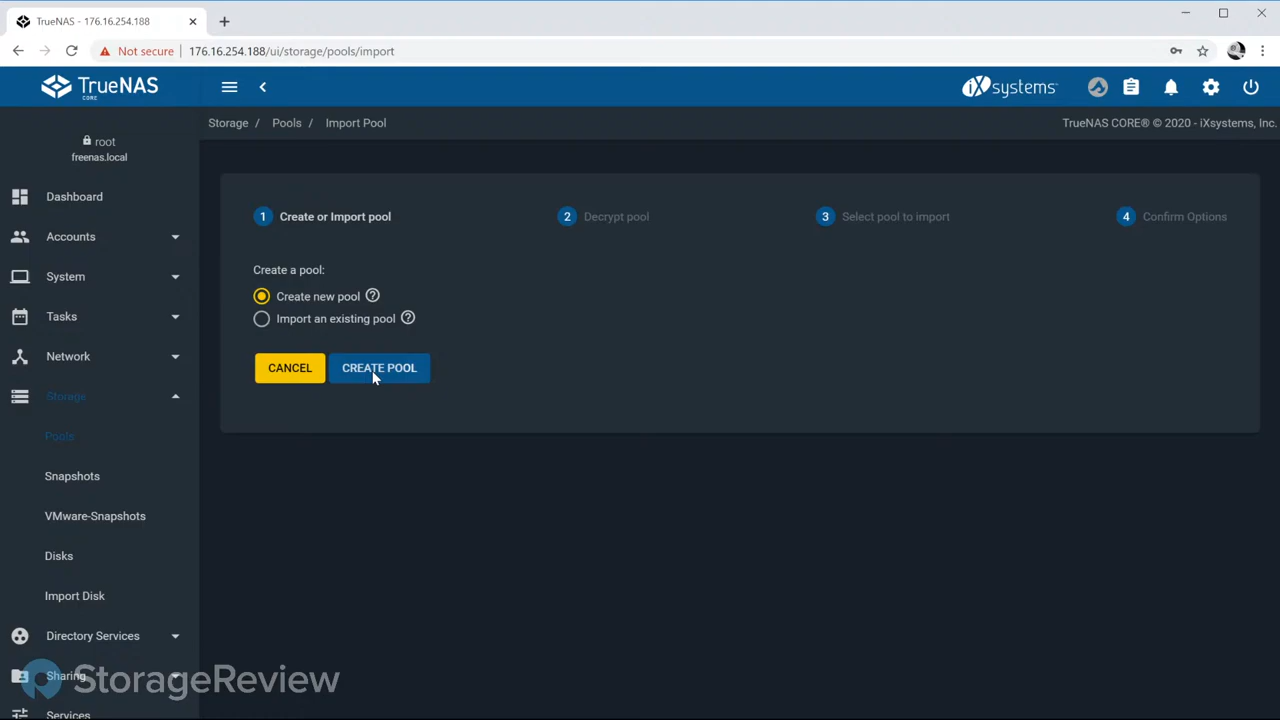 TrueNAS - 176.16.254.188
Not secure
176.16.254.188/ui/storage/pools/import
TrueNAS
CORE
iXsystems
Storage / Pools / Import Pool
TrueNAS CORE® © 2020 - iXsystems, Inc.
root
freenas.local
Dashboard
Accounts
System
Tasks
Network
Storage
Pools
Snapshots
VMware-Snapshots
Disks
Import Disk
Directory Services
Sharing
Services
1 Create or Import pool
2 Decrypt pool
3 Select pool to import
4 Confirm Options
Create a pool:
Create new pool ?
Import an existing pool ?
CANCEL
CREATE POOL
StorageReview